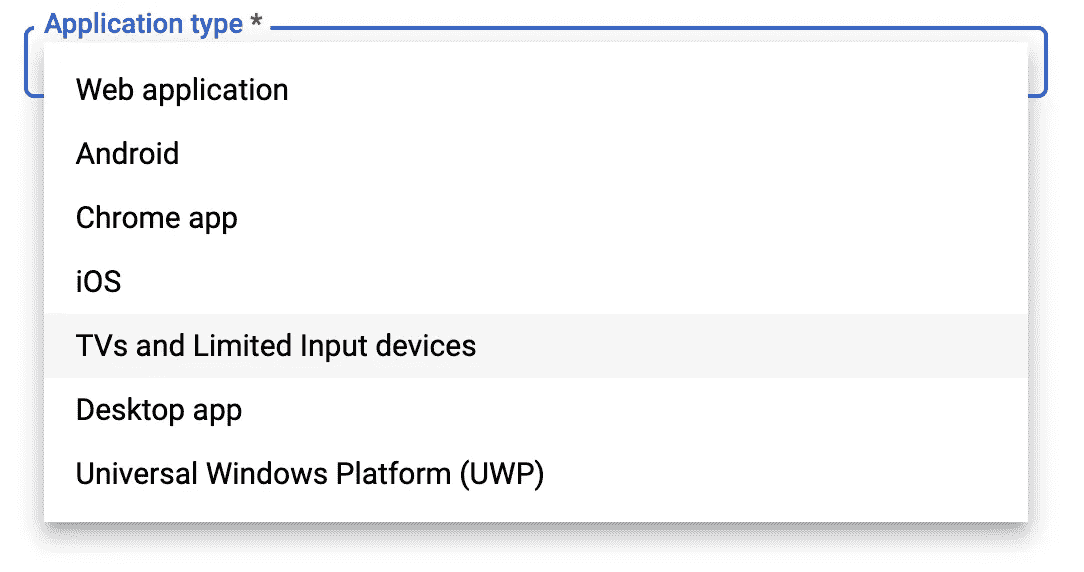 Application type *
Web application
Android
Chrome app
iOS
TVs and Limited Input devices
Desktop app
Universal Windows Platform (UWP)